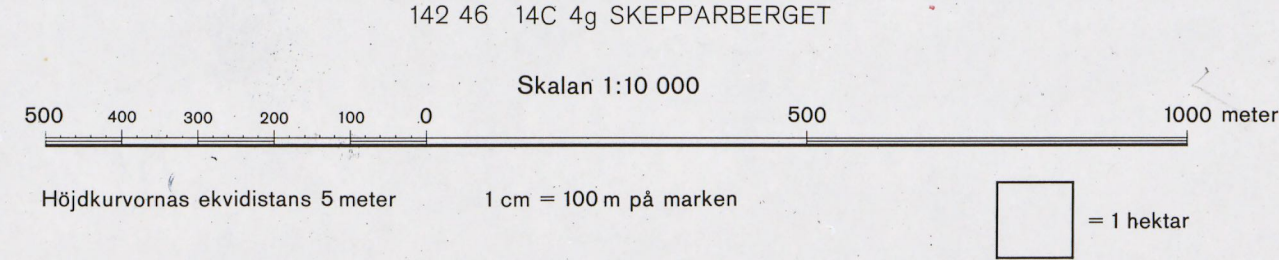 142 46 14C 4g SKEPPARBERGET
Skalan 1:10 000
500 400 300 200 100 0 500 1000 meter
Höjdkurvornas ekvidistans 5 meter 1 cm = 100 m på marken
= 1 hektar